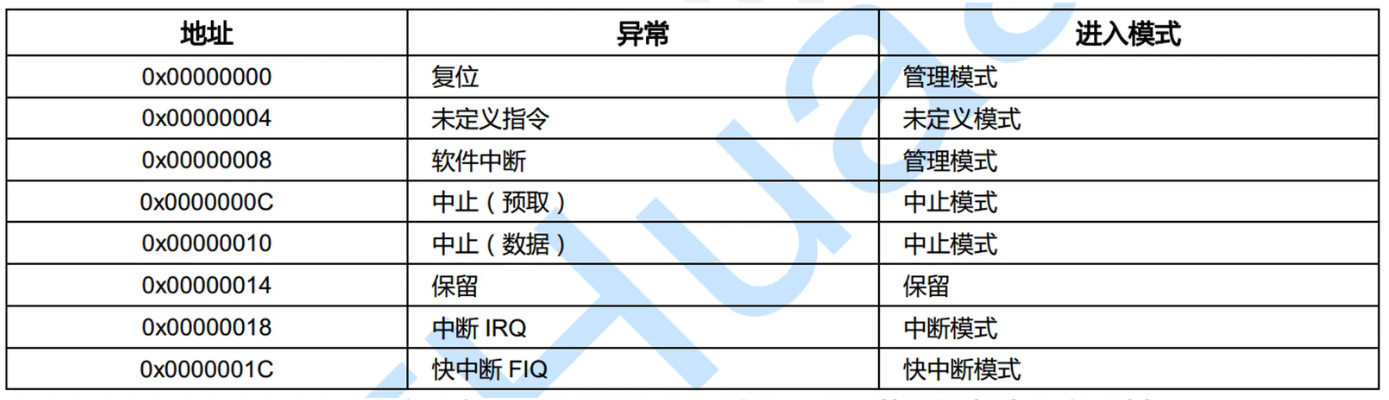 地址 异常 进入模式
0x00000000 复位 管理模式
0x00000004 未定义指令 未定义模式
0x00000008 软件中断 管理模式
0x0000000C 中止（预取） 中止模式
0x00000010 中止（数据） 中止模式
0x00000014 保留 保留
0x00000018 中断 IRQ 中断模式
0x0000001C 快中断 FIQ 快中断模式